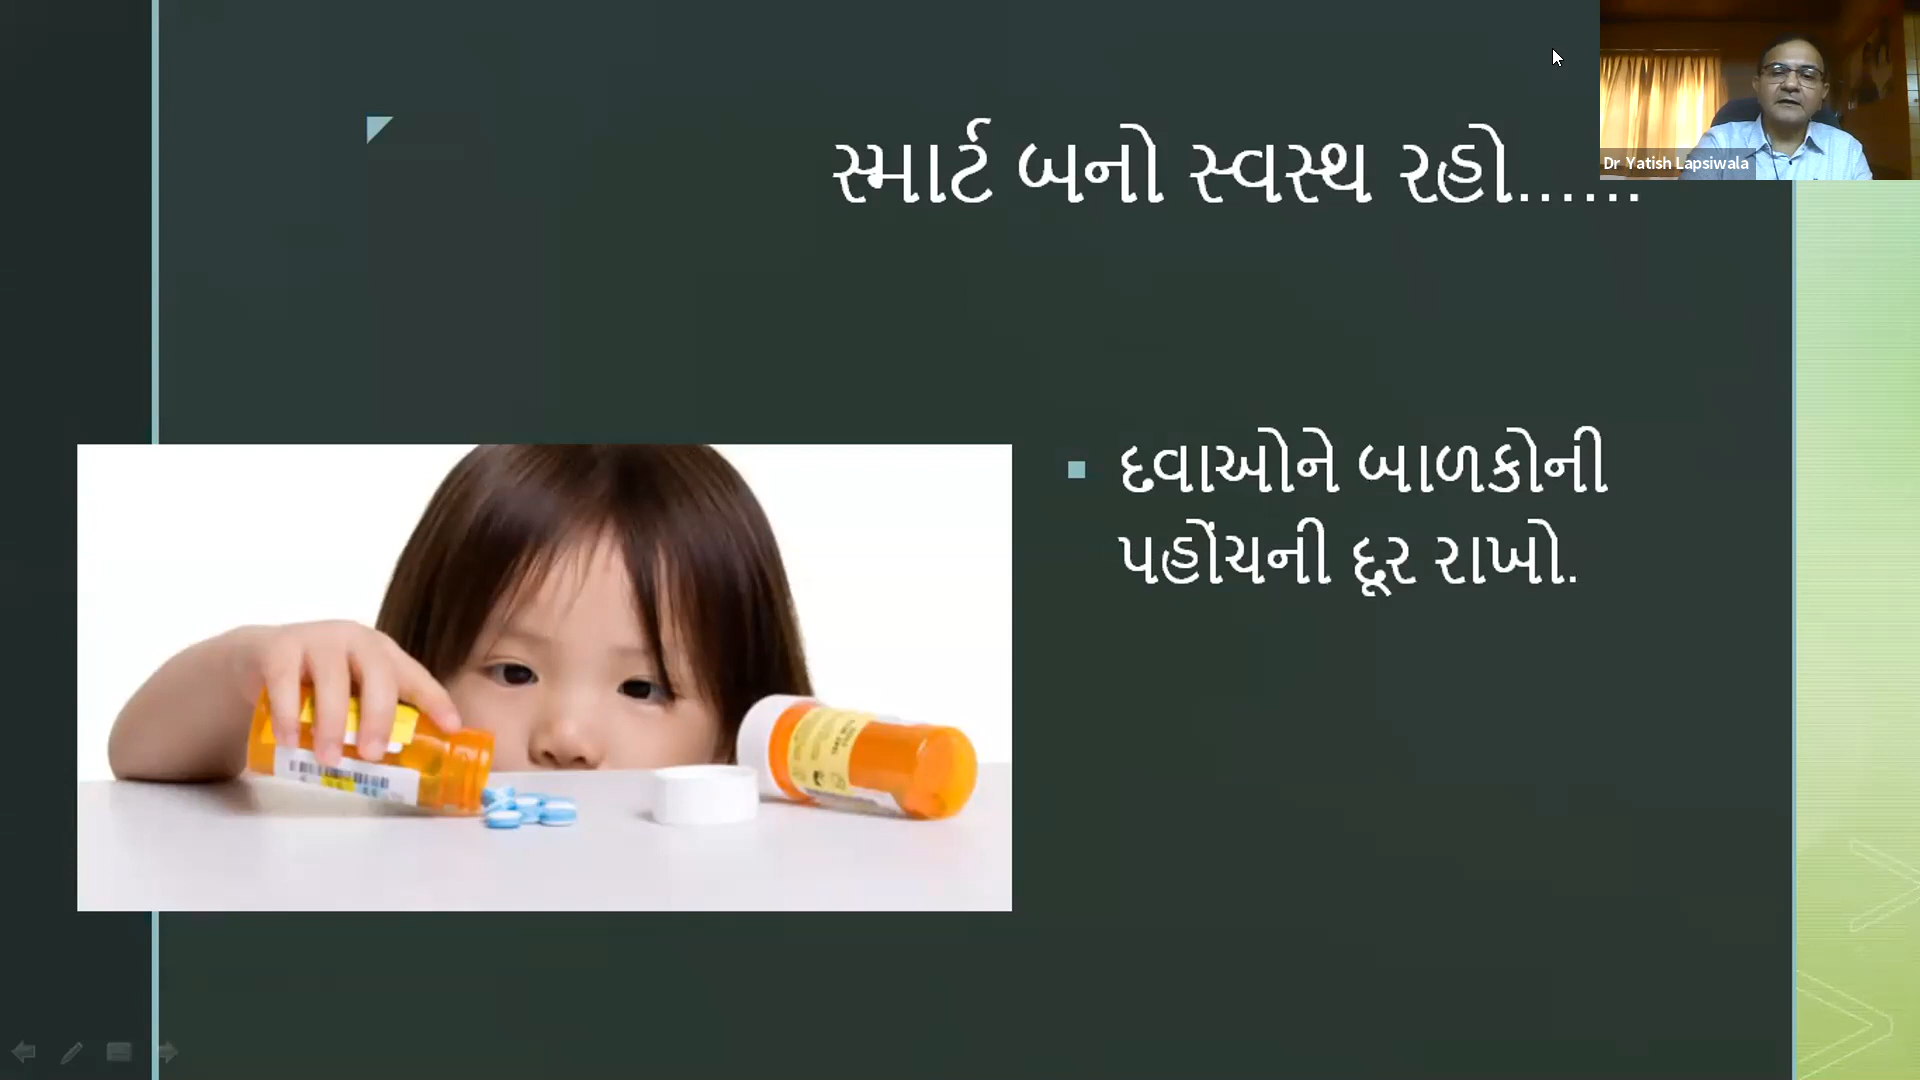 સ્માર્ટ બનો સ્વસ્થ રહો......
Dr Yatish Lapsiwala
દવાઓને બાળકોની
પહોંચની દૂર રાખો.